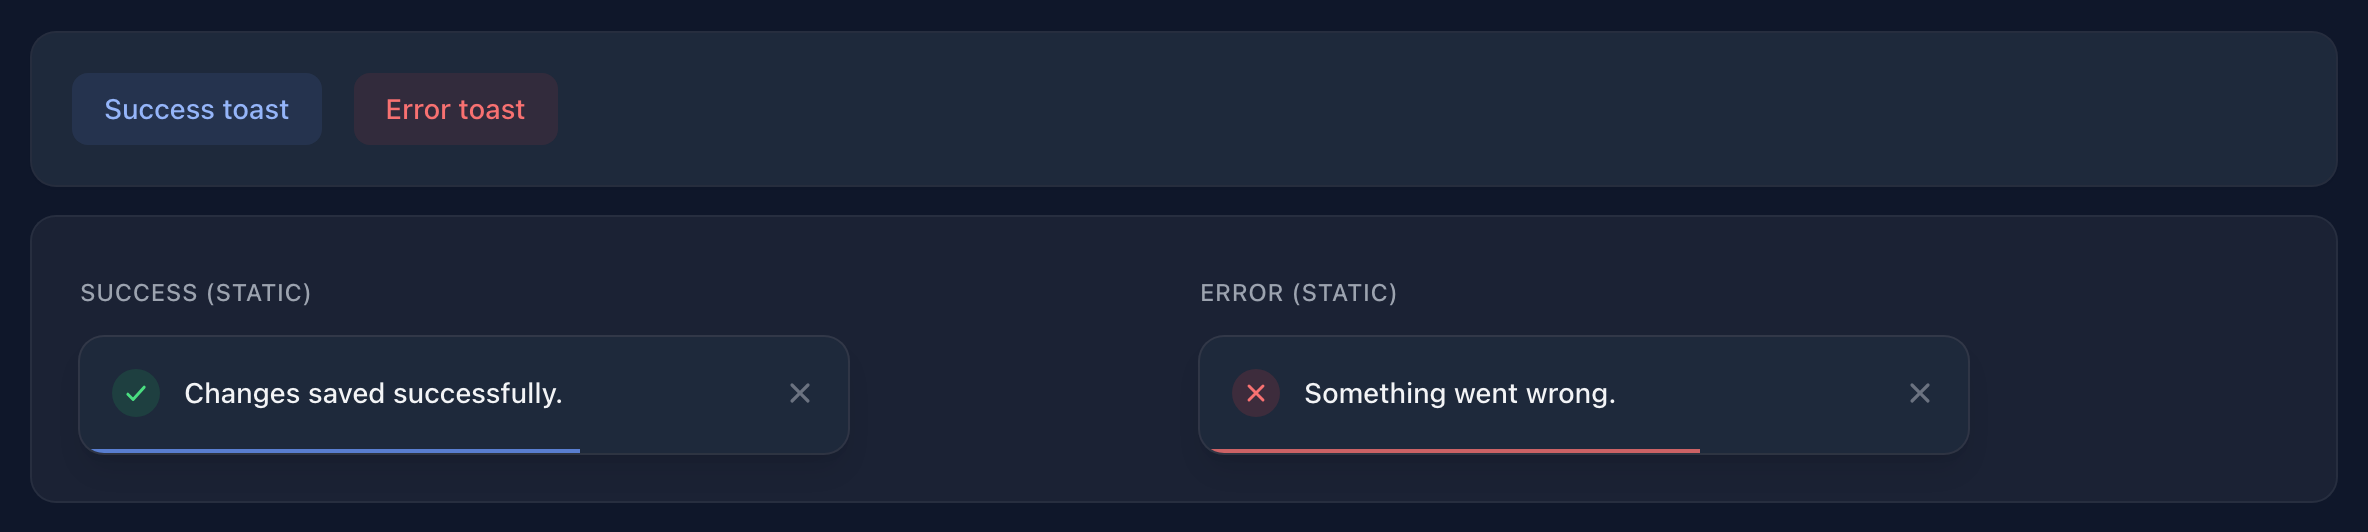 Success toast
Error toast
SUCCESS (STATIC)
ERROR (STATIC)
Changes saved successfully.
Something went wrong.